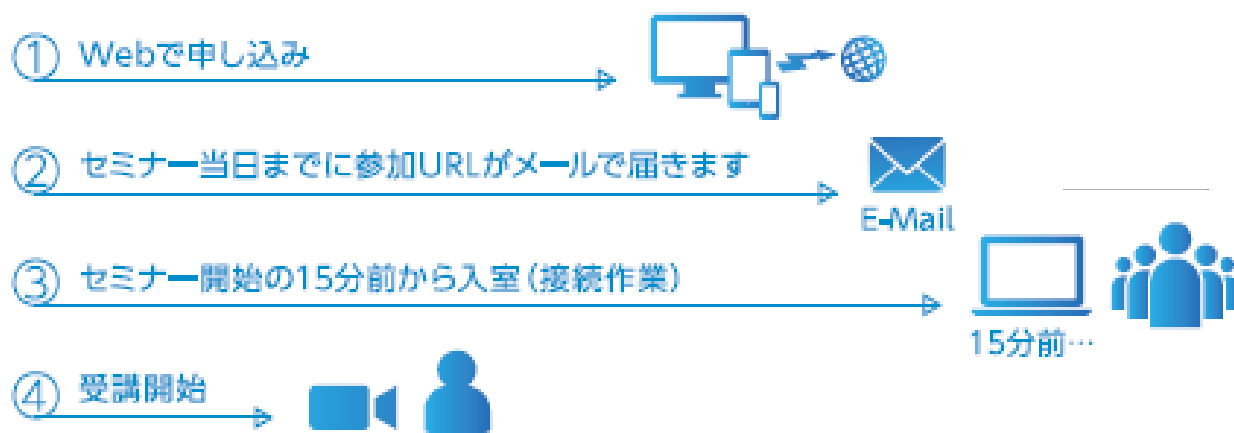 ① Webで申し込み
② セミナー当日までに参加URLがメールで届きます
E-Mail
③ セミナー開始の15分前から入室(接続作業)
15分前…
④ 受講開始